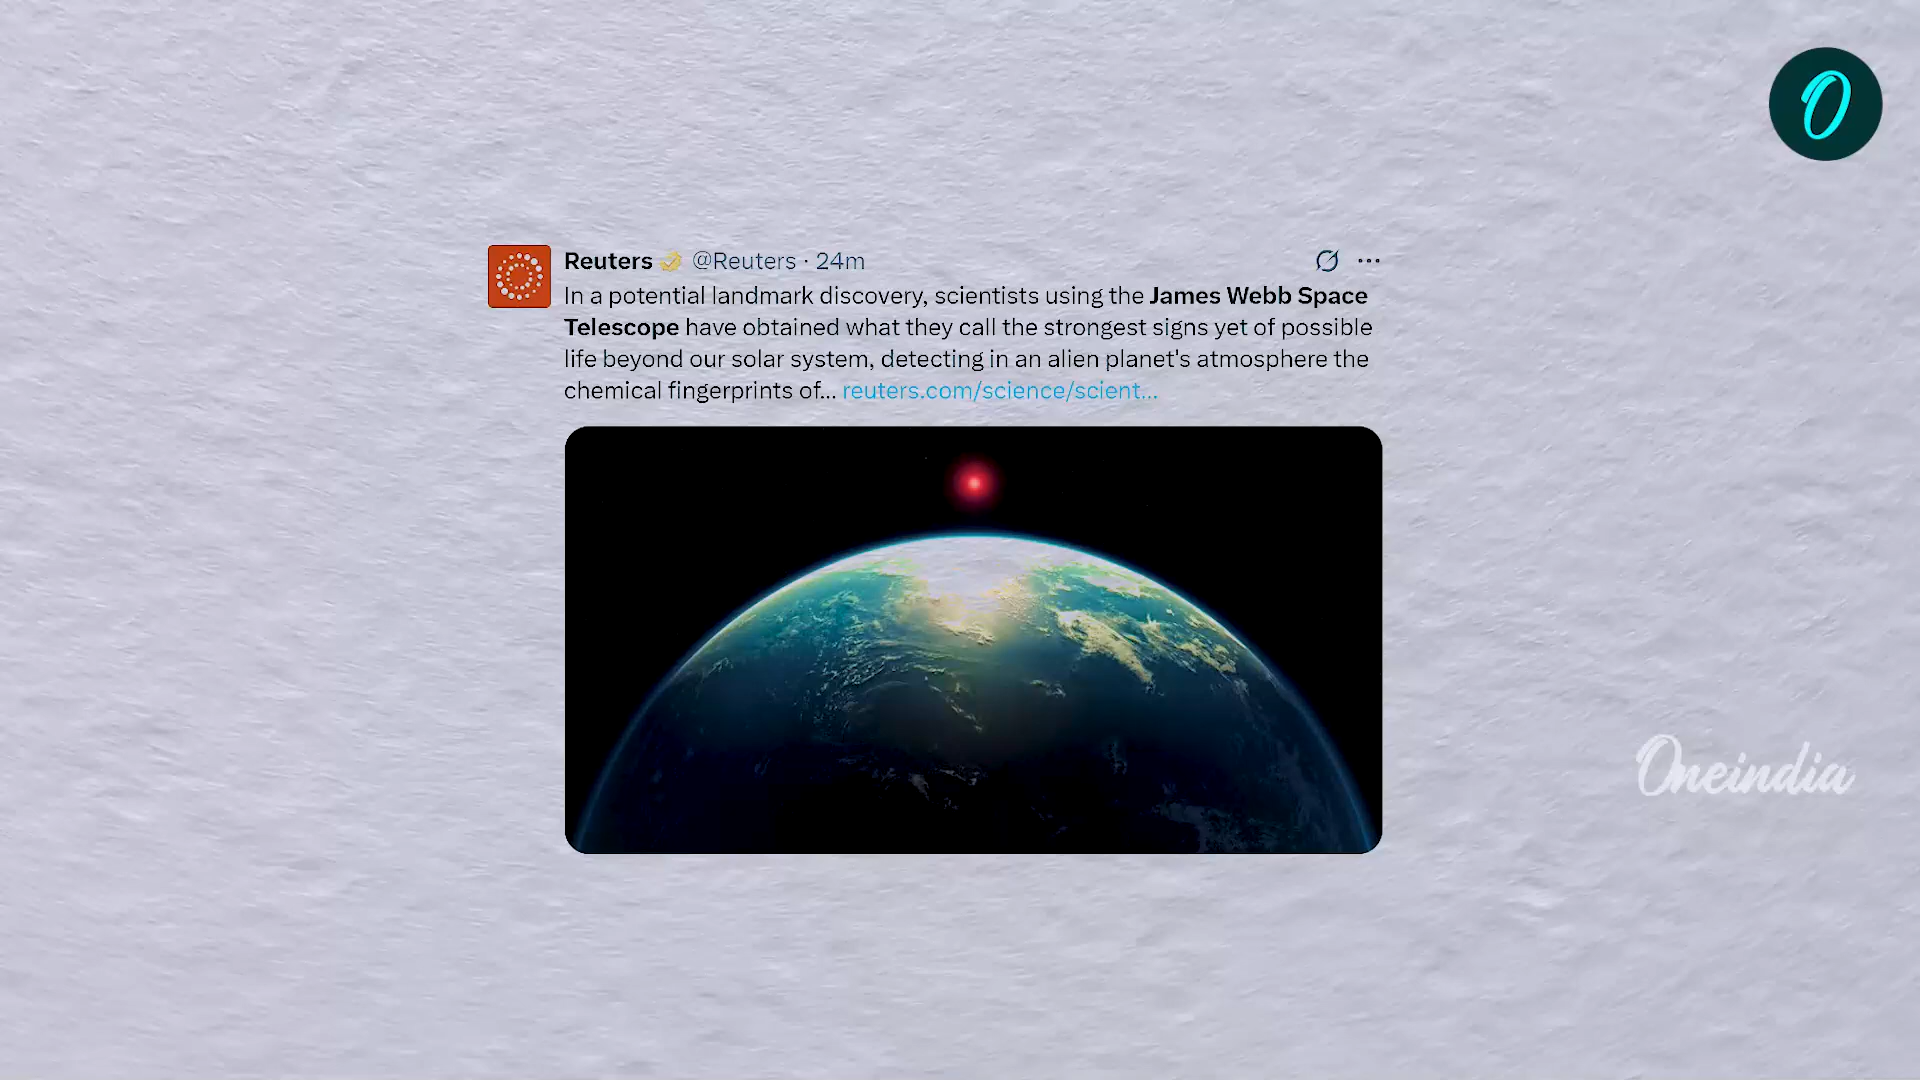 O
Reuters @Reuters · 24m
In a potential landmark discovery, scientists using the James Webb Space
Telescope have obtained what they call the strongest signs yet of possible
life beyond our solar system, detecting in an alien planet's atmosphere the
chemical fingerprints of... reuters.com/science/scient...
Oneindia